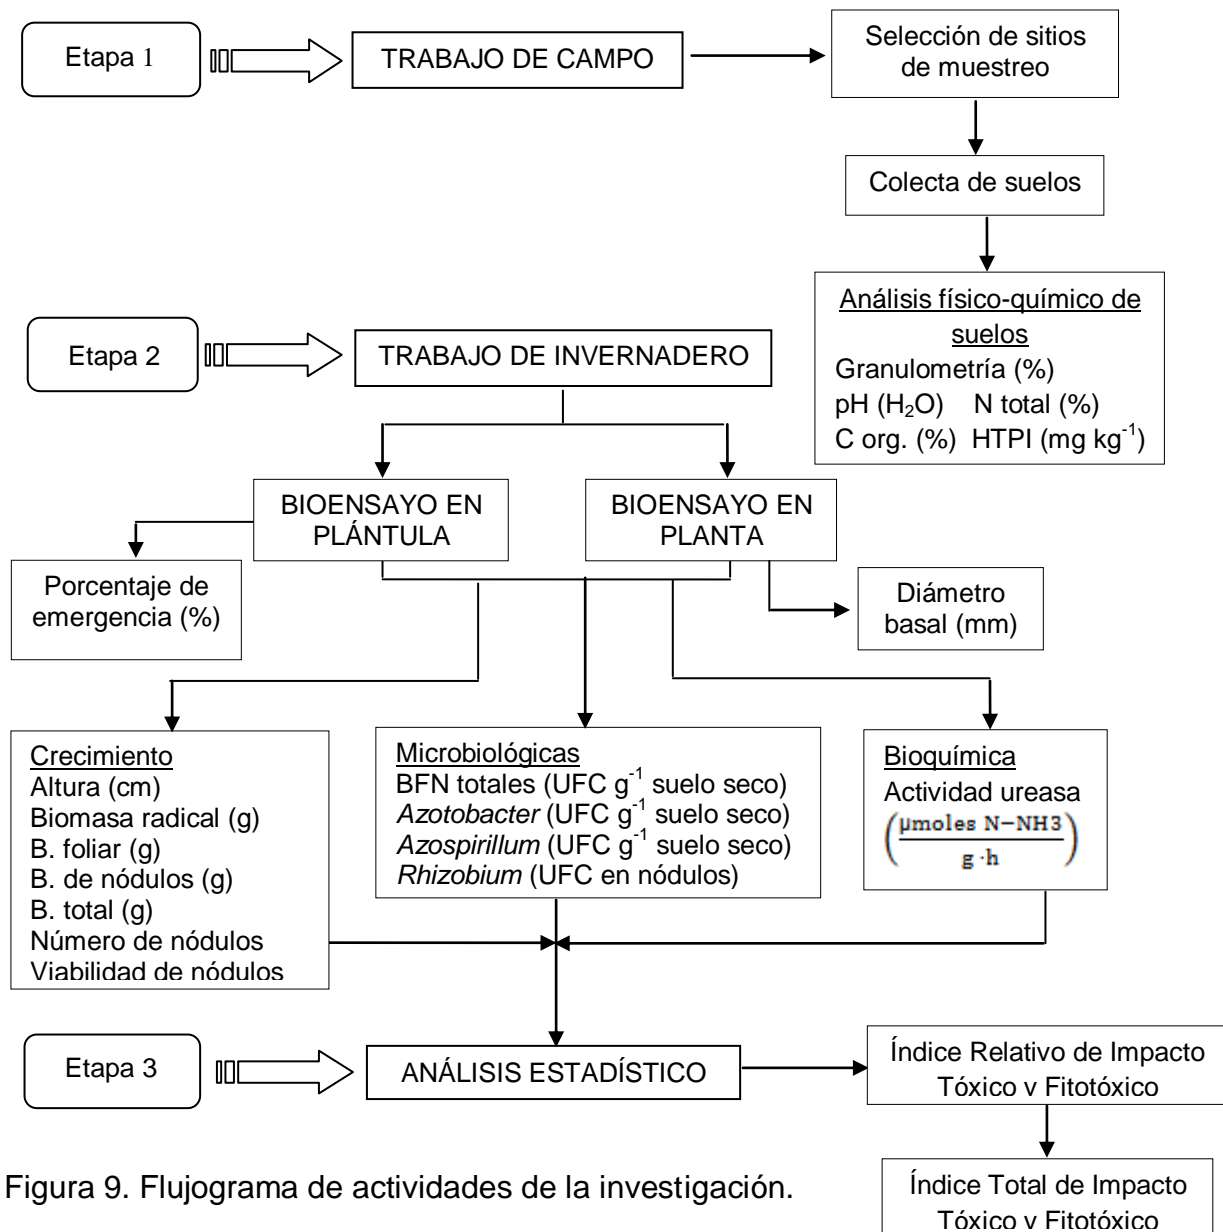 Etapa 1
TRABAJO DE CAMPO
Selección de sitios
de muestreo
Colecta de suelos
Análisis físico-químico de
suelos
Granulometría (%)
pH (H₂O) N total (%)
C org. (%) HTPI (mg kg⁻¹)
Etapa 2
TRABAJO DE INVERNADERO
BIOENSAYO EN
PLÁNTULA
BIOENSAYO EN
PLANTA
Porcentaje de
emergencia (%)
Diámetro
basal (mm)
Crecimiento
Altura (cm)
Biomasa radical (g)
B. foliar (g)
B. de nódulos (g)
B. total (g)
Número de nódulos
Viabilidad de nódulos
Microbiológicas
BFN totales (UFC g⁻¹ suelo seco)
Azotobacter (UFC g⁻¹ suelo seco)
Azospirillum (UFC g⁻¹ suelo seco)
Rhizobium (UFC en nódulos)
Bioquímica
Actividad ureasa
(µmoles N−NH3
g·h)
Etapa 3
ANÁLISIS ESTADÍSTICO
Índice Relativo de Impacto
Tóxico y Fitotóxico
Índice Total de Impacto
Tóxico y Fitotóxico
Figura 9. Flujograma de actividades de la investigación.